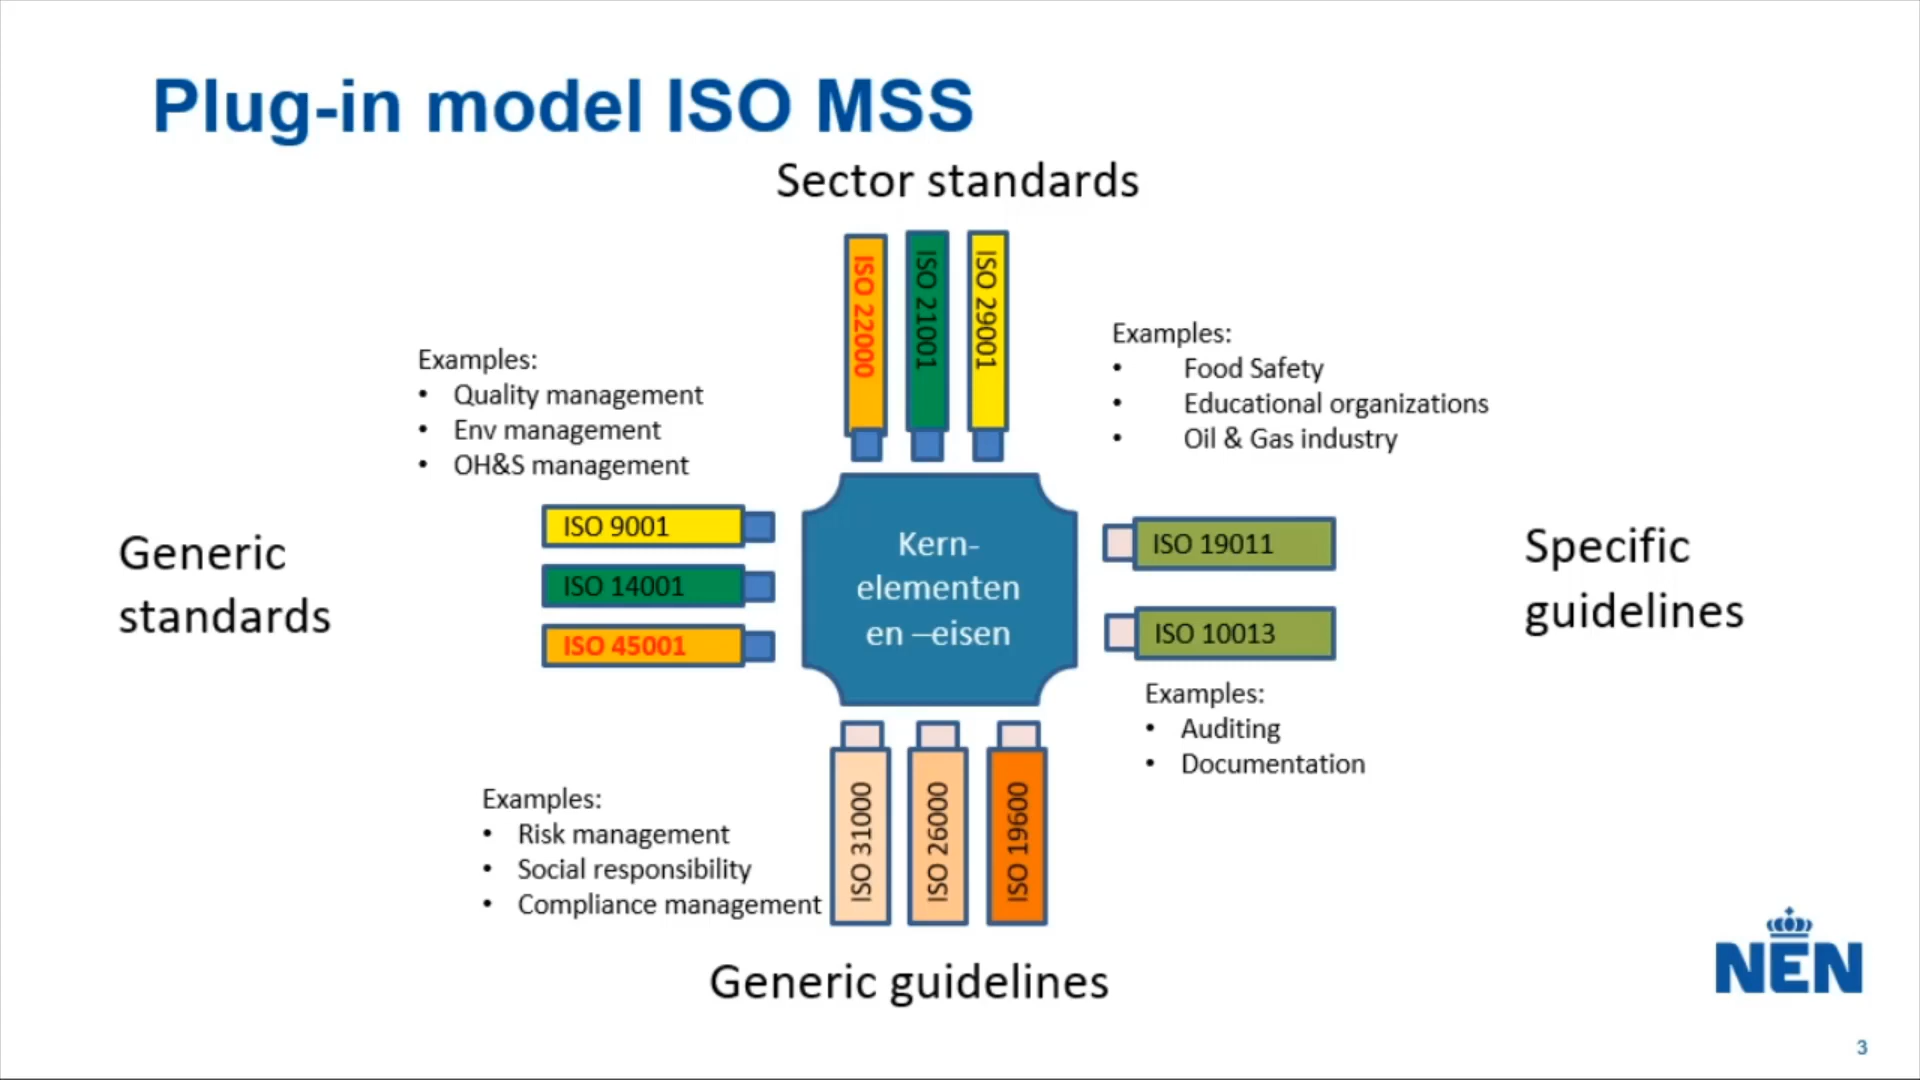 Plug-in model ISO MSS
Sector standards
ISO 22000
ISO 21001
ISO 29001
Examples:
• Food Safety
• Educational organizations
• Oil & Gas industry
Examples:
• Quality management
• Env management
• OH&S management
Generic
standards
ISO 9001
ISO 14001
ISO 45001
Kern-
elementen
en –eisen
ISO 19011
ISO 10013
Specific
guidelines
Examples:
• Auditing
• Documentation
Examples:
• Risk management
• Social responsibility
• Compliance management
ISO 31000
ISO 26000
ISO 19600
Generic guidelines
NEN
3